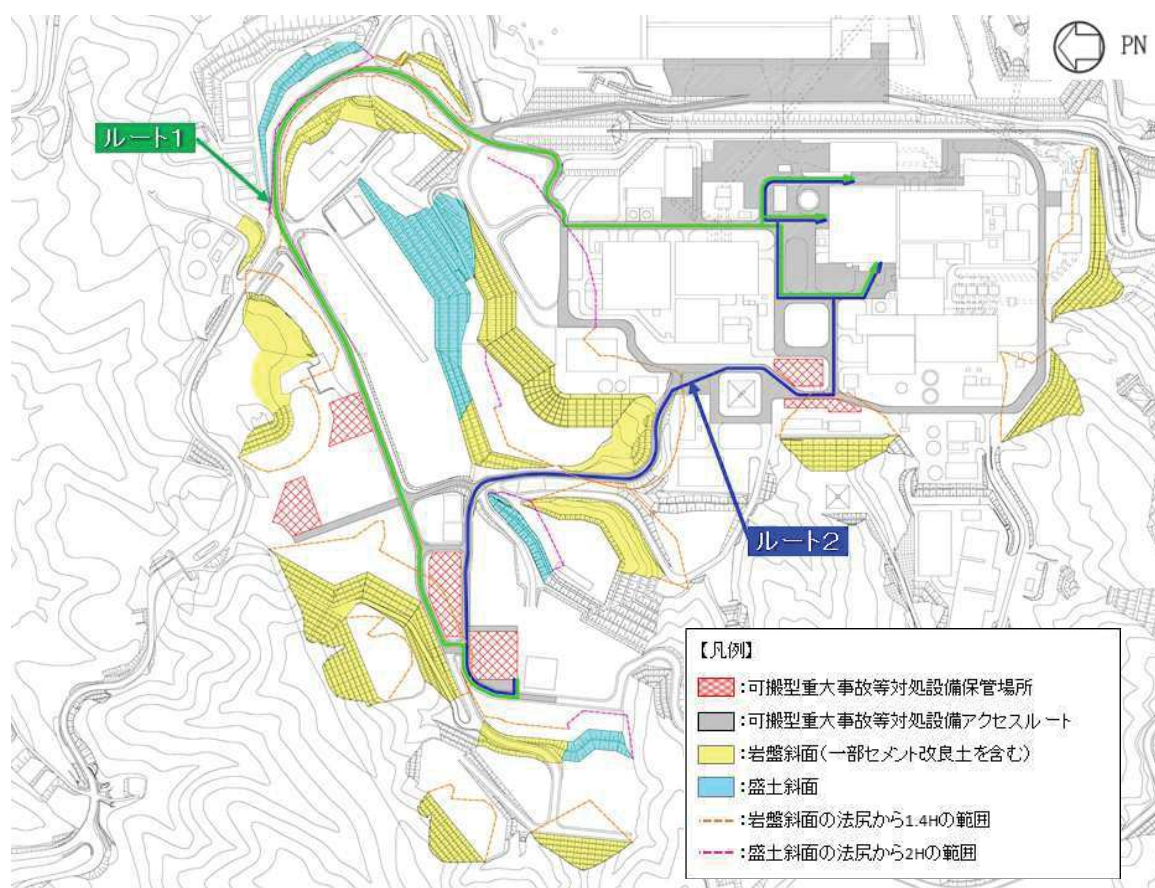 PN
ルート1
ルート2
【凡例】
:可搬型重大事故等対処設備保管場所
:可搬型重大事故等対処設備アクセスルート
:岩盤斜面(一部セメント改良土を含む)
:盛土斜面
:岩盤斜面の法尻から1.4Hの範囲
:盛土斜面の法尻から2Hの範囲